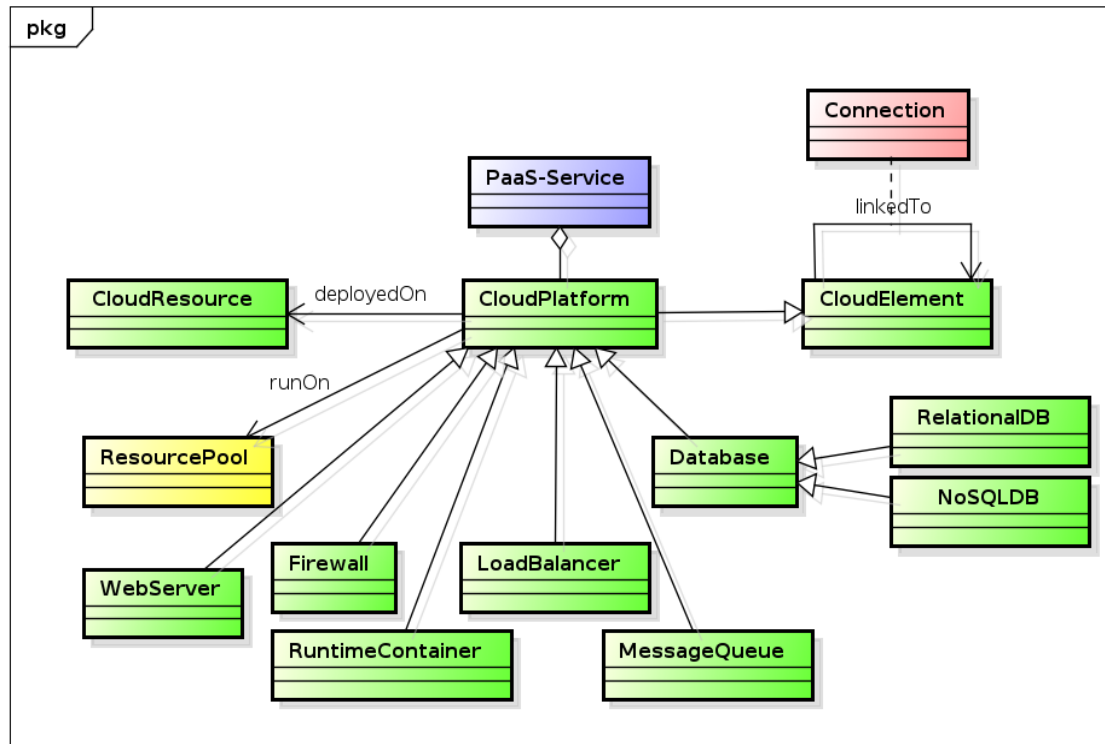 pkg
Connection
PaaS-Service
linkedTo
CloudResource
deployedOn
CloudPlatform
CloudElement
runOn
ResourcePool
Database
RelationalDB
NoSQLDB
WebServer
Firewall
LoadBalancer
RuntimeContainer
MessageQueue